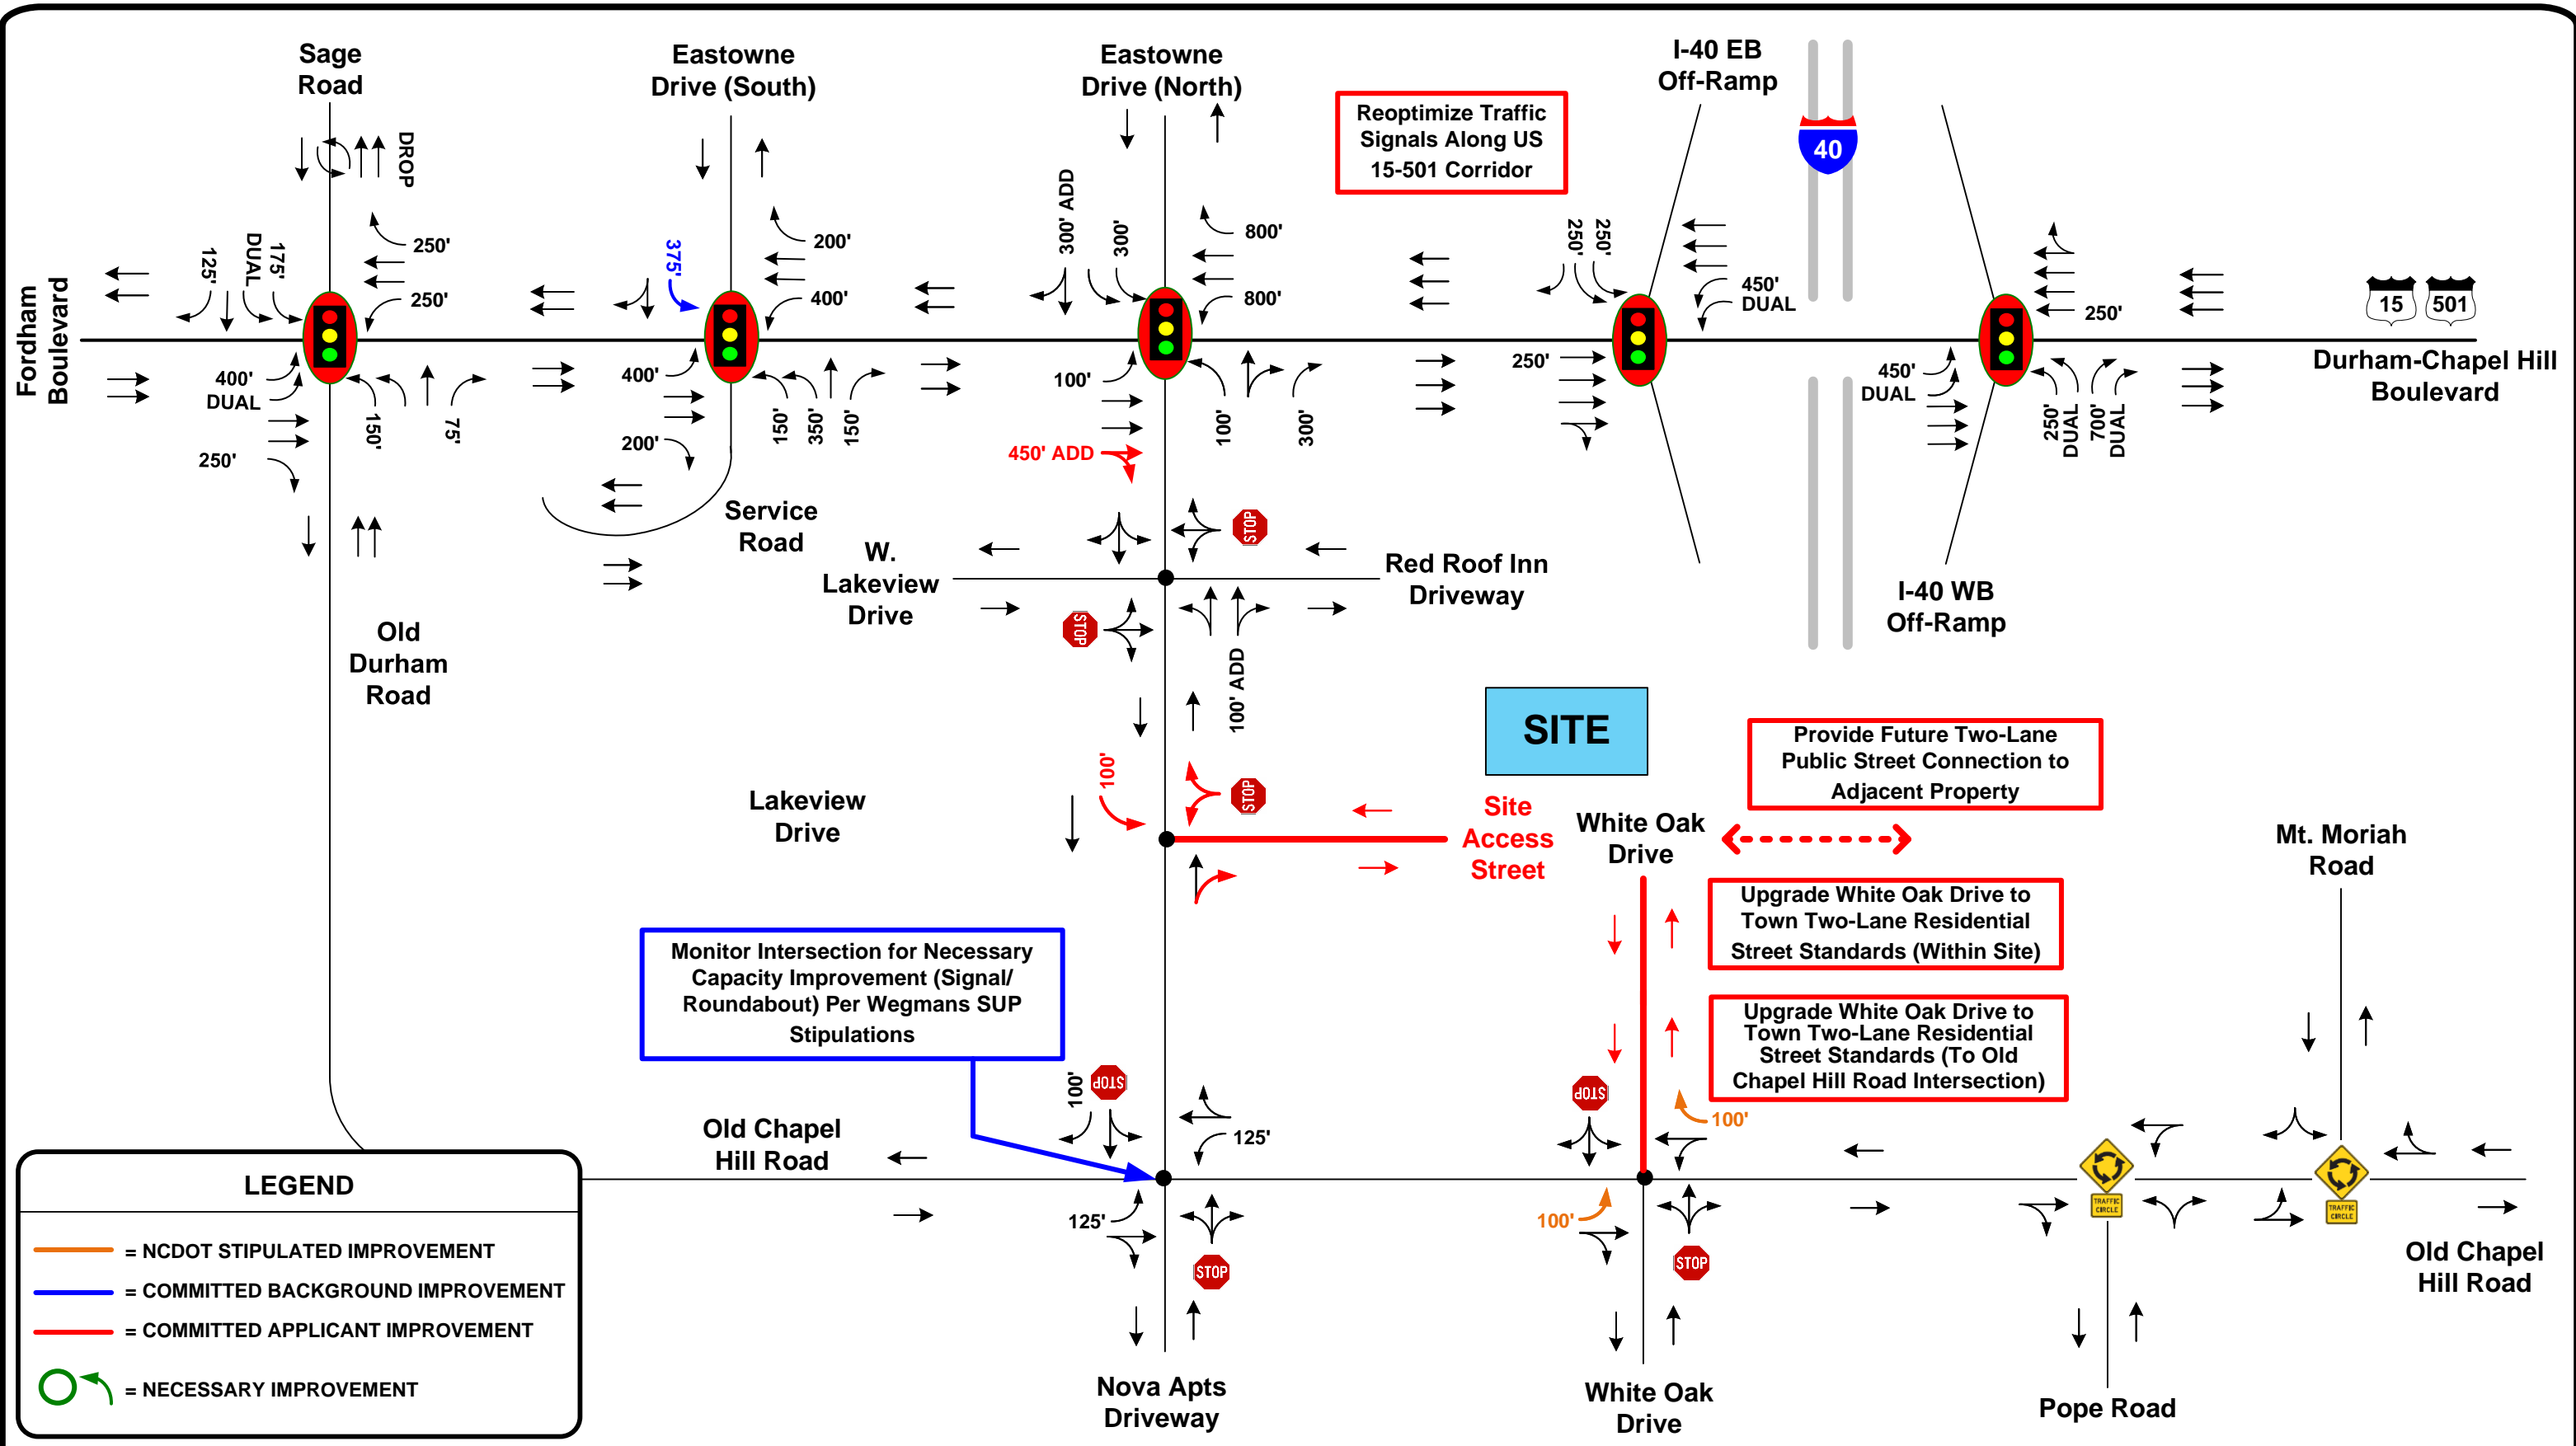 Sage
Road
Eastowne
Drive (South)
Eastowne
Drive (North)
I-40 EB
Off-Ramp
Reoptimize Traffic
Signals Along US
15-501 Corridor
40
DROP
125'
DUAL
175'
250'
250'
375'
200'
400'
300' ADD
300'
800'
800'
250'
250'
450'
DUAL
250'
15
501
Fordham
Boulevard
Durham-Chapel Hill
Boulevard
400'
DUAL
250'
150'
75'
400'
200'
150'
350'
150'
100'
450' ADD
100'
300'
250'
450'
DUAL
250'
DUAL
700'
DUAL
Service
Road
W.
Lakeview
Drive
STOP
Red Roof Inn
Driveway
STOP
100' ADD
I-40 WB
Off-Ramp
Old
Durham
Road
SITE
Provide Future Two-Lane
Public Street Connection to
Adjacent Property
Lakeview
Drive
100'
STOP
Site
Access
Street
White Oak
Drive
Mt. Moriah
Road
Upgrade White Oak Drive to
Town Two-Lane Residential
Street Standards (Within Site)
Monitor Intersection for Necessary
Capacity Improvement (Signal/
Roundabout) Per Wegmans SUP
Stipulations
Upgrade White Oak Drive to
Town Two-Lane Residential
Street Standards (To Old
Chapel Hill Road Intersection)
100'
STOP
STOP
100'
125'
Old Chapel
Hill Road
125'
STOP
100'
STOP
TRAFFIC
CIRCLE
TRAFFIC
CIRCLE
Old Chapel
Hill Road
LEGEND
= NCDOT STIPULATED IMPROVEMENT
= COMMITTED BACKGROUND IMPROVEMENT
= COMMITTED APPLICANT IMPROVEMENT
= NECESSARY IMPROVEMENT
Nova Apts
Driveway
White Oak
Drive
Pope Road